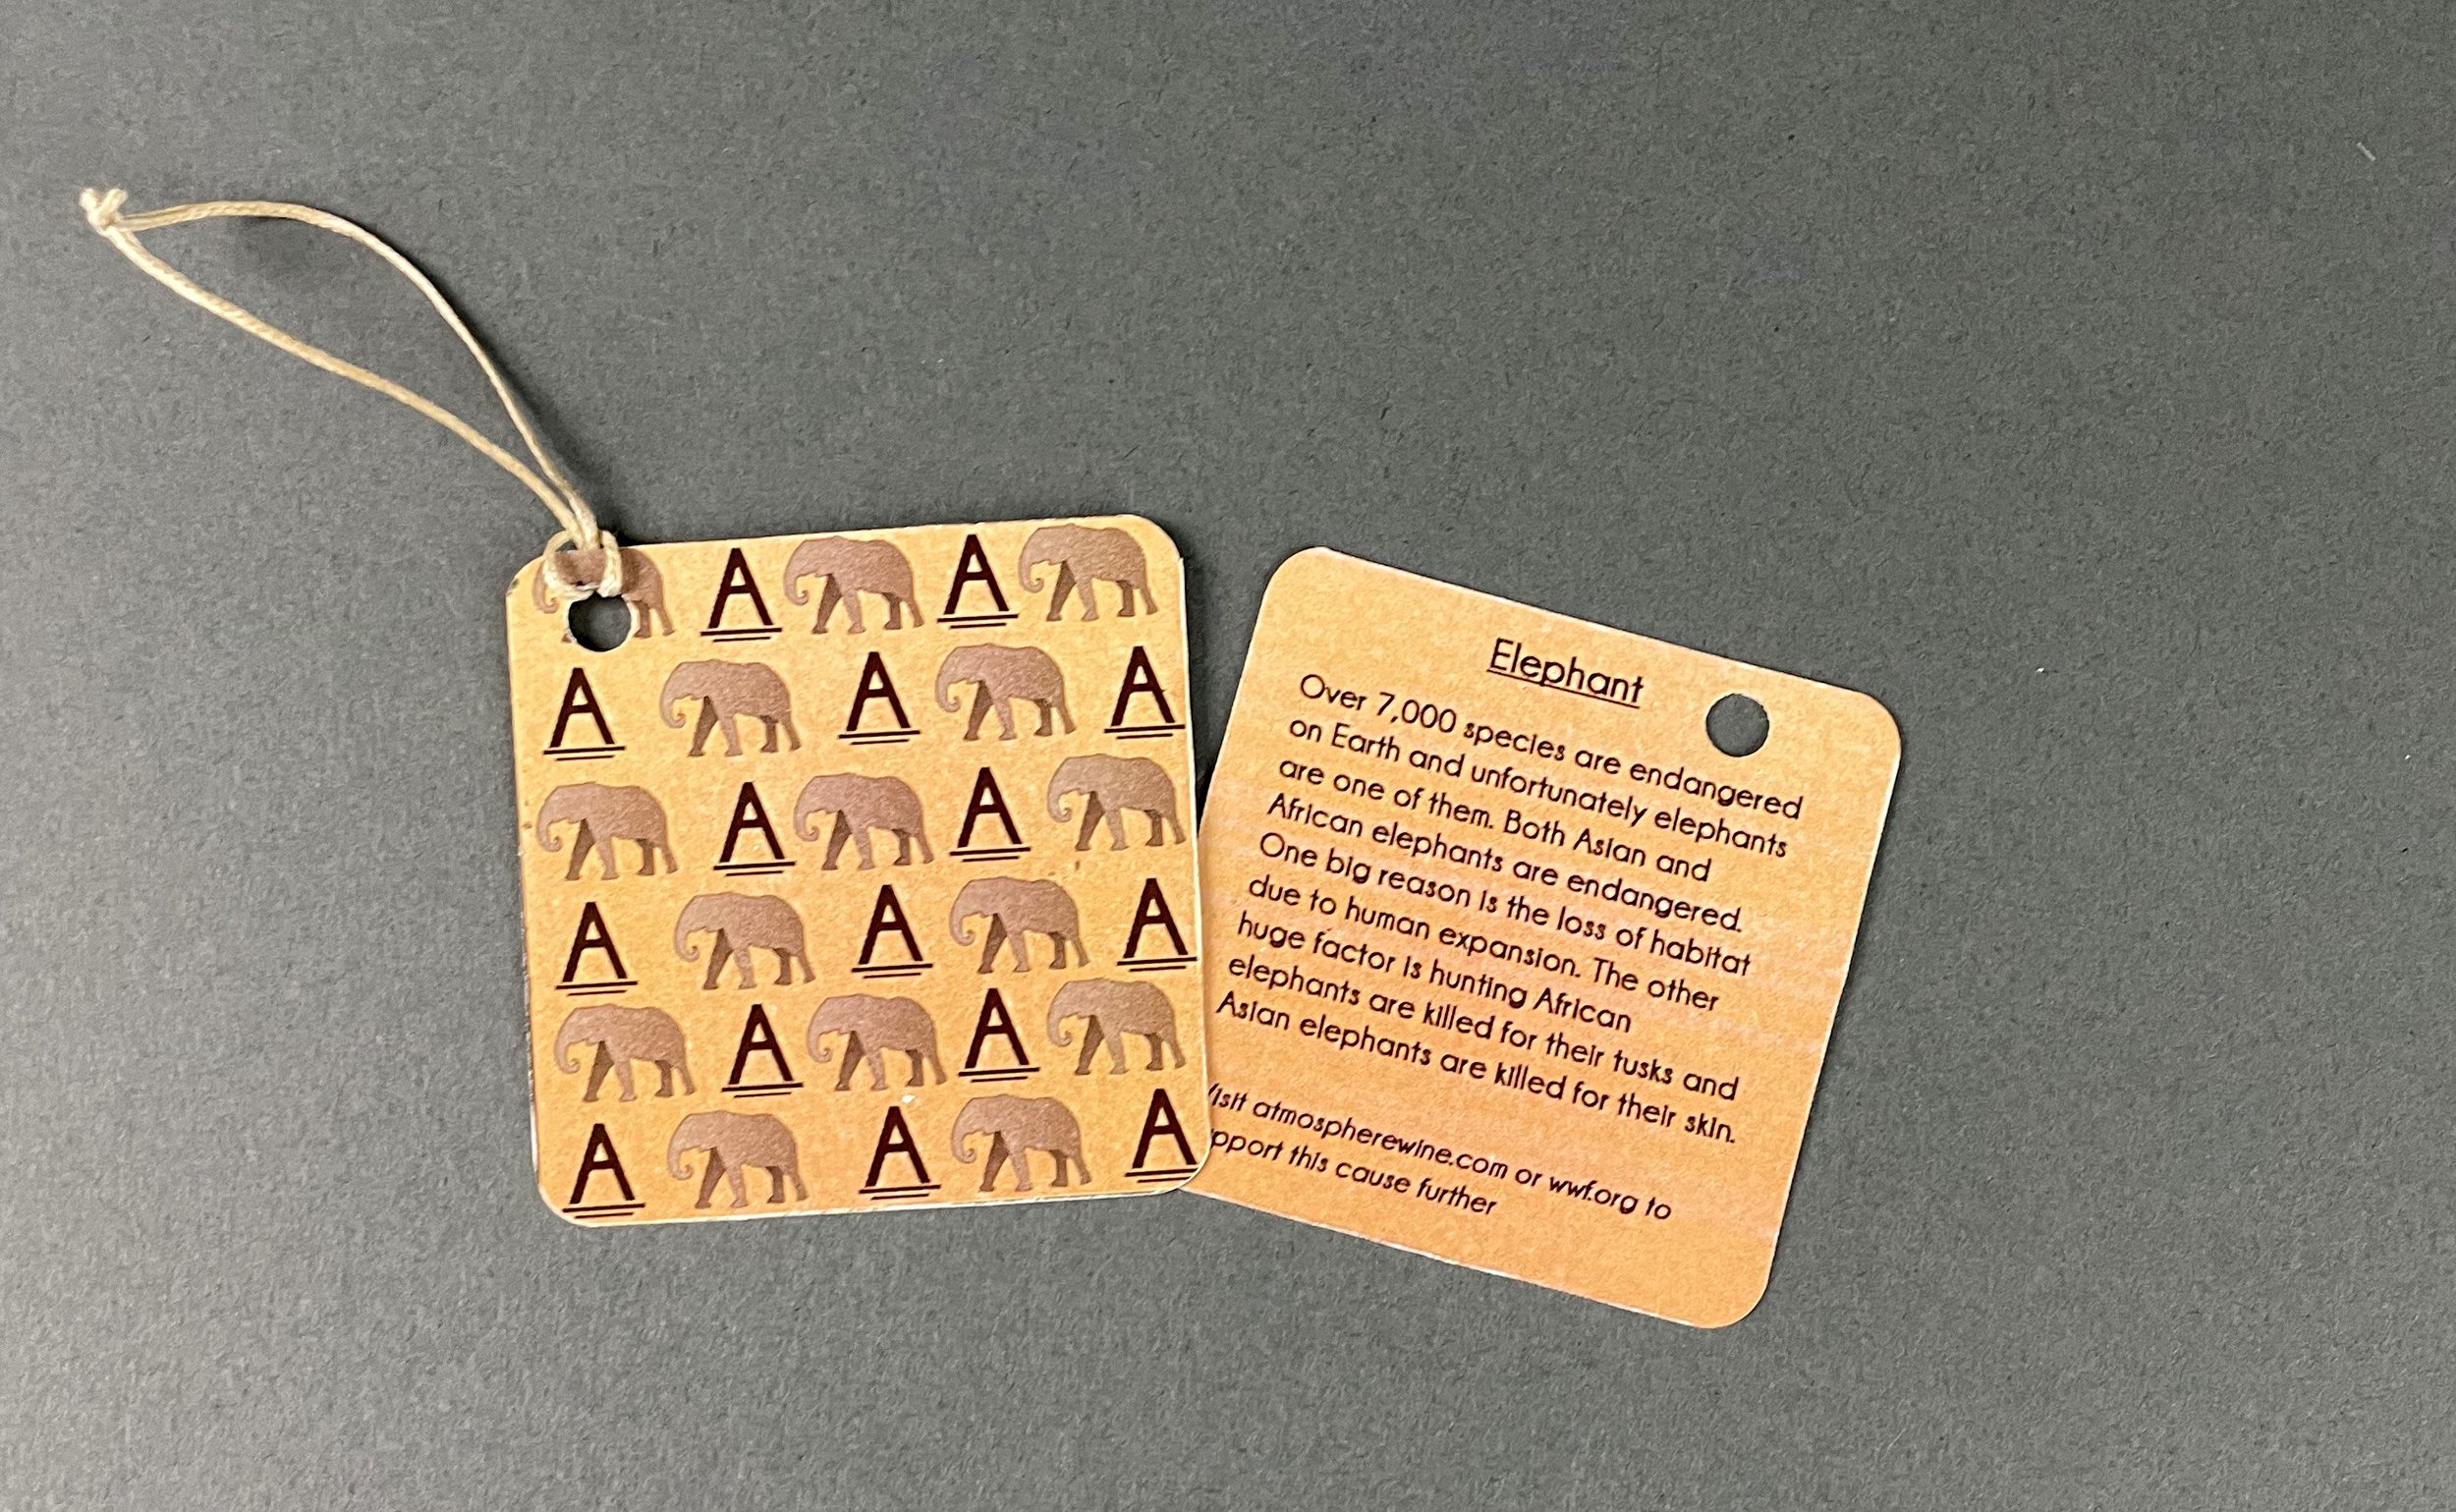 A A
A A A
A A
A A A
A A
A A A
Elephant
Over 7,000 species are endangered
on Earth and unfortunately elephants
are one of them. Both Asian and
African elephants are endangered.
One big reason is the loss of habitat
due to human expansion. The other
huge factor is hunting African
elephants are killed for their tusks and
Asian elephants are killed for their skin.
atmospherewine.com or wwf.org to
this cause further